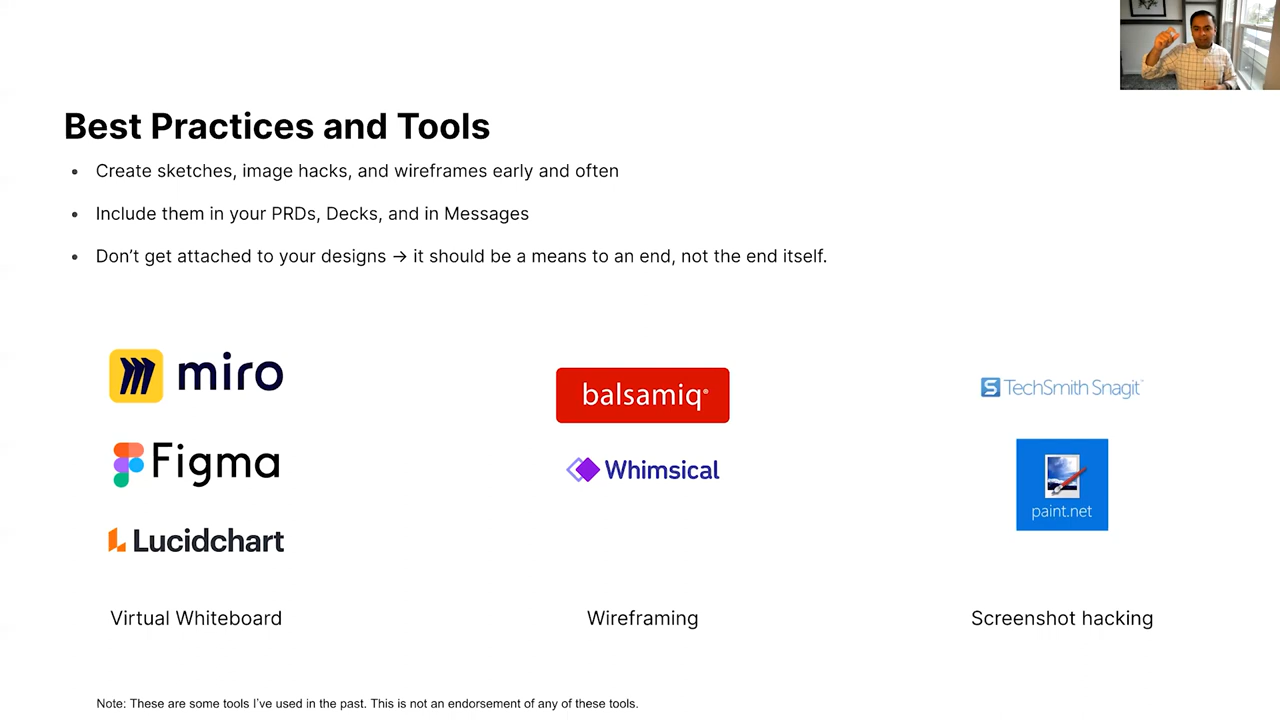 Best Practices and Tools
• Create sketches, image hacks, and wireframes early and often
• Include them in your PRDs, Decks, and in Messages
• Don’t get attached to your designs → it should be a means to an end, not the end itself.
miro
Figma
Lucidchart
Virtual Whiteboard
balsamiq®
Whimsical
Wireframing
TechSmith Snagit™
paint.net
Screenshot hacking
Note: These are some tools I’ve used in the past. This is not an endorsement of any of these tools.